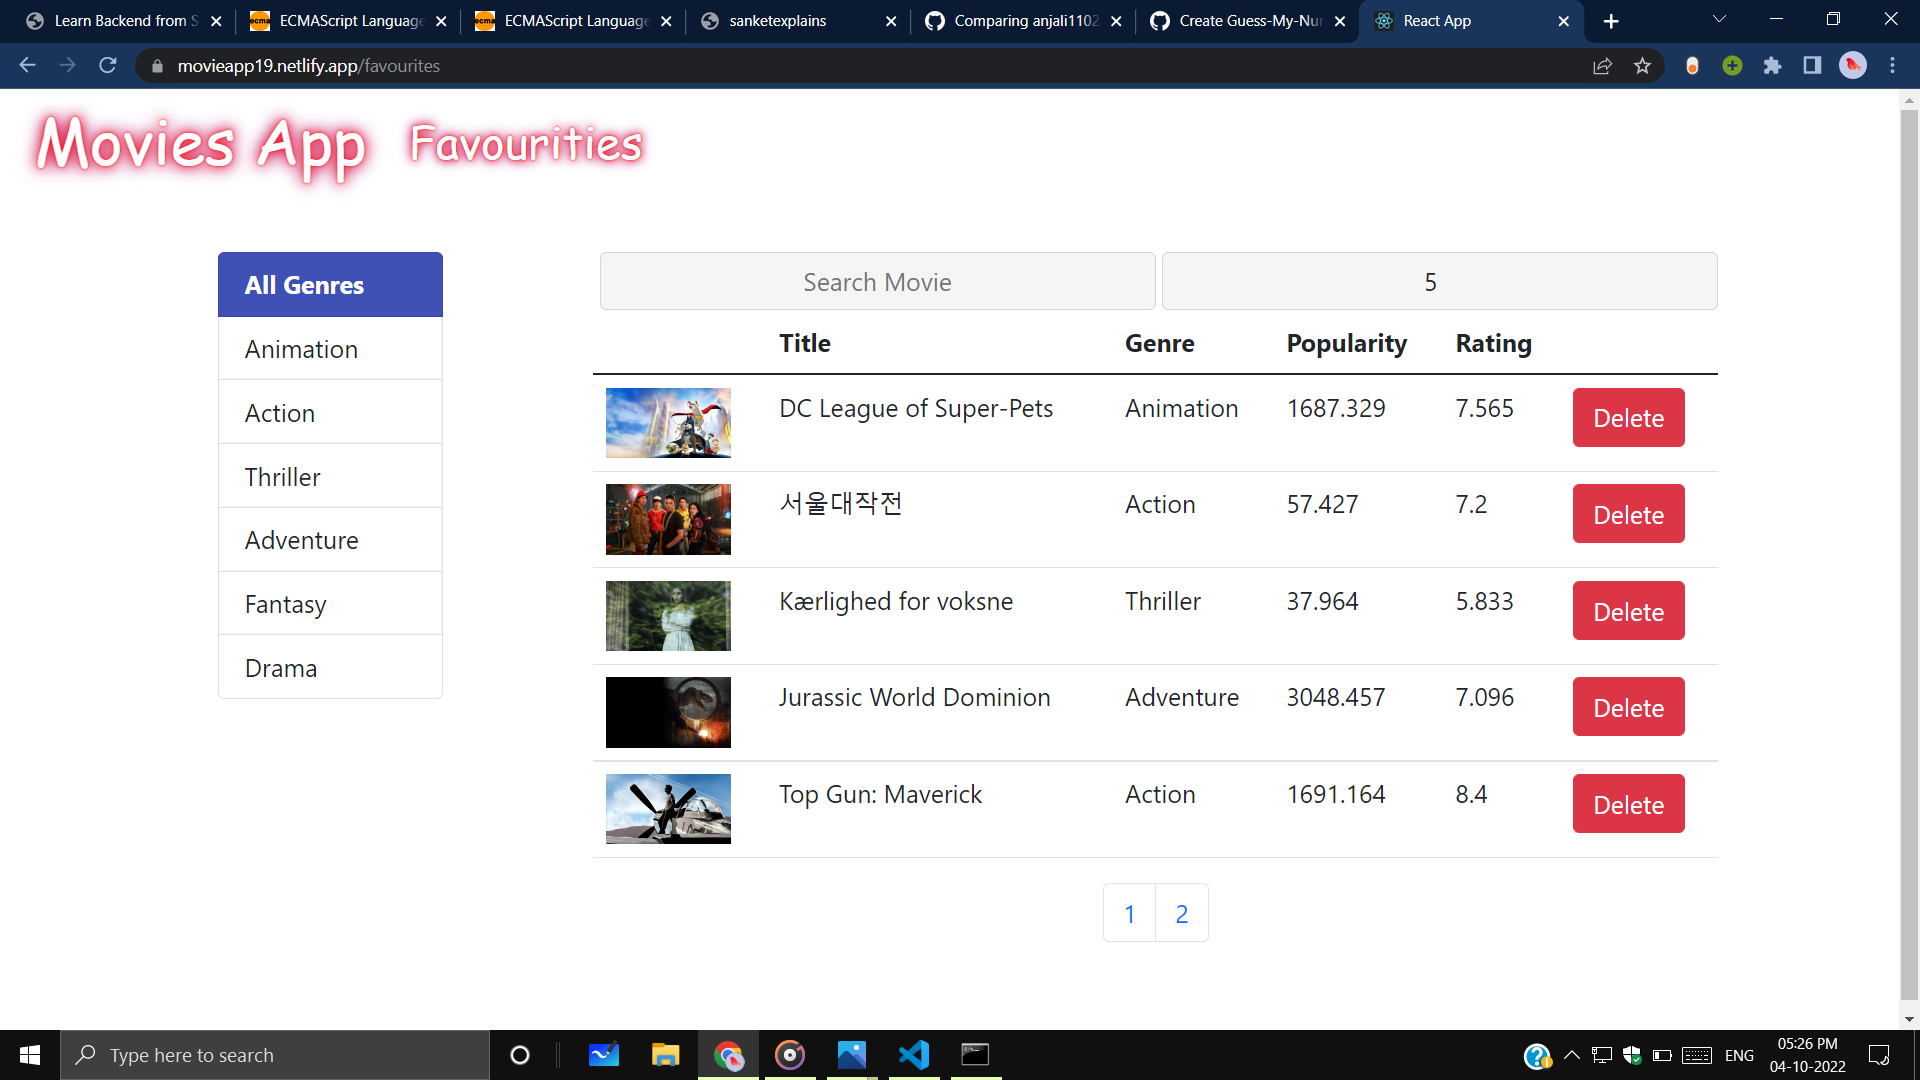 Learn Backend from S
ECMAScript Language
ECMAScript Language
sanketexplains
Comparing anjali1102
Create Guess-My-Nur
React App
movieapp19.netlify.app/favourites
Movies App Favourities
All Genres
Animation
Action
Thriller
Adventure
Fantasy
Drama
Search Movie 5
Title Genre Popularity Rating
DC League of Super-Pets Animation 1687.329 7.565 Delete
서울대작전 Action 57.427 7.2 Delete
Kærlighed for voksne Thriller 37.964 5.833 Delete
Jurassic World Dominion Adventure 3048.457 7.096 Delete
Top Gun: Maverick Action 1691.164 8.4 Delete
1 2
Type here to search
ENG
05:26 PM
04-10-2022